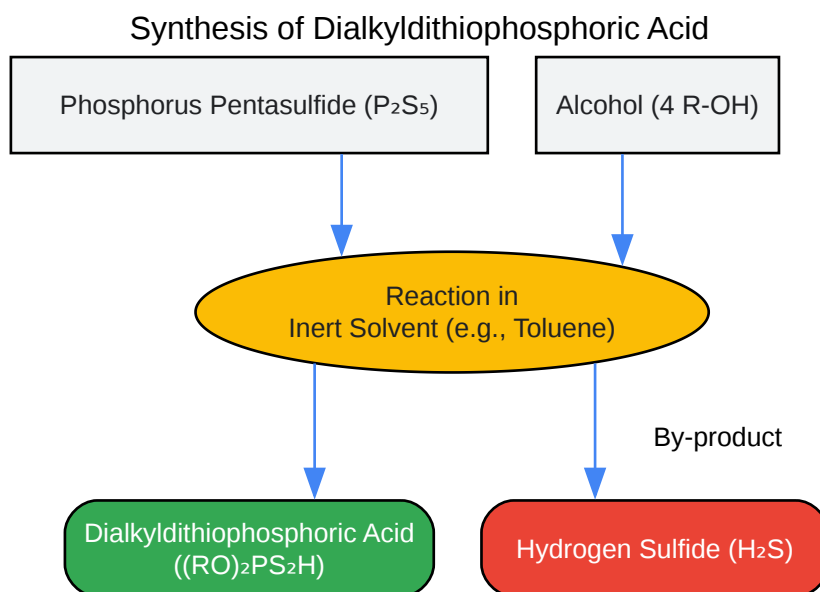 Synthesis of Dialkyldithiophosphoric Acid
Phosphorus Pentasulfide (P₂S₅)
Alcohol (4 R-OH)
Reaction in
Inert Solvent (e.g., Toluene)
By-product
Dialkyldithiophosphoric Acid
((RO)₂PS₂H)
Hydrogen Sulfide (H₂S)